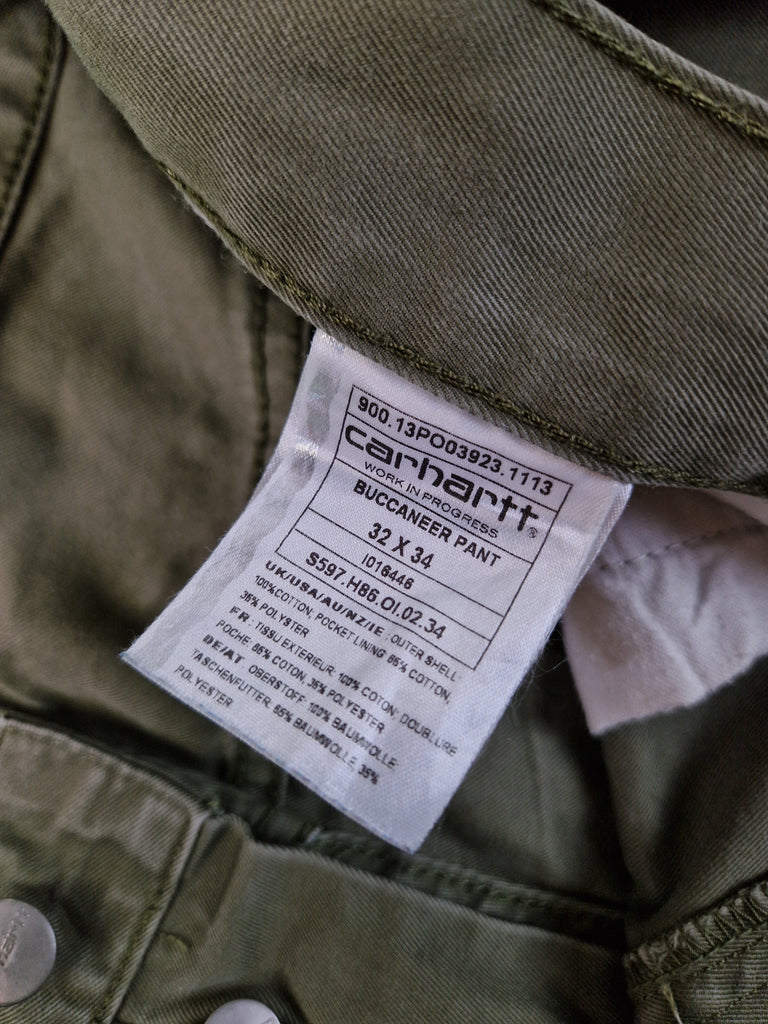 900.13PO03923.1113
carhartt®
WORK IN PROGRESS
BUCCANEER PANT
32 X 34
I016446
S597.H86.OI.02.34
UK/USA/AU/NZ/IE : OUTER SHELL:
100%COTTON, POCKET LINING 65% COTTON,
35% POLYSTER
FR : TISSU EXTERIEUR: 100% COTON; DOUBLURE
POCHE: 65% COTON, 35% POLYESTER
DE/AT: OBERSTOFF: 100% BAUMWOLLE;
TASCHENFUTTER: 65% BAUMWOLLE, 35%
POLYESTER